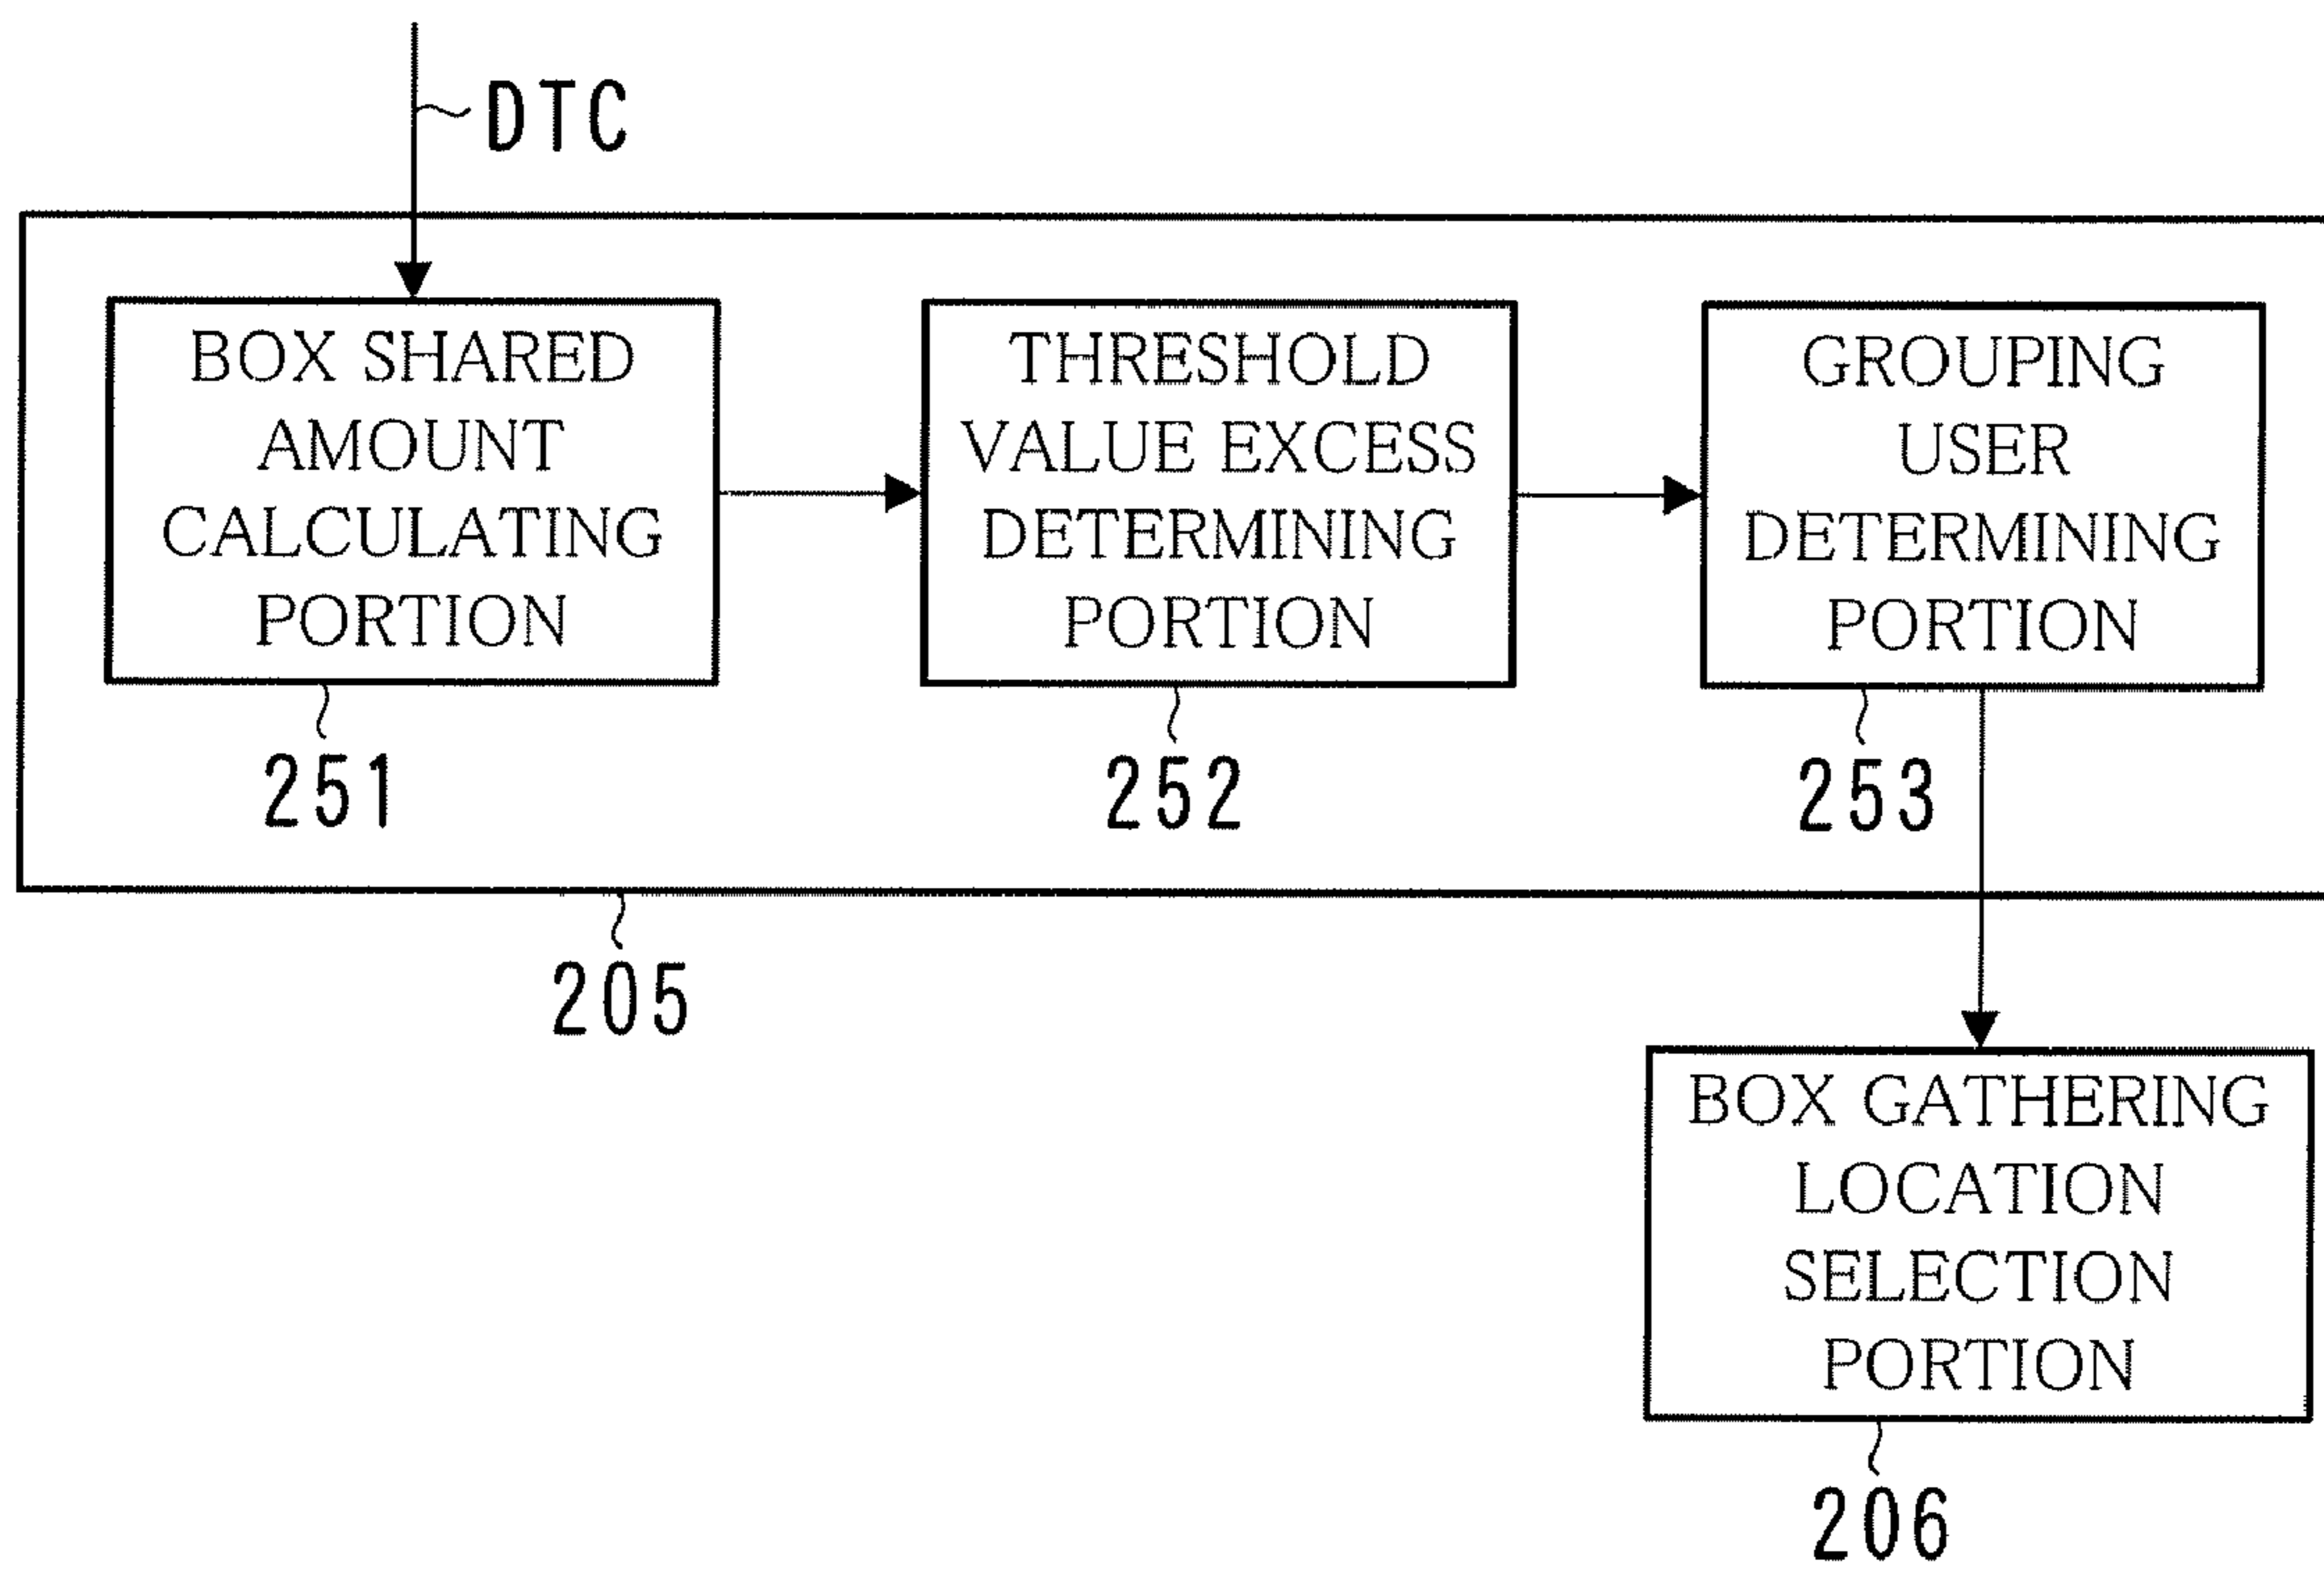 DTC
BOX SHARED
AMOUNT
CALCULATING
PORTION
251
THRESHOLD
VALUE EXCESS
DETERMINING
PORTION
252
GROUPING
USER
DETERMINING
PORTION
253
205
BOX GATHERING
LOCATION
SELECTION
PORTION
206